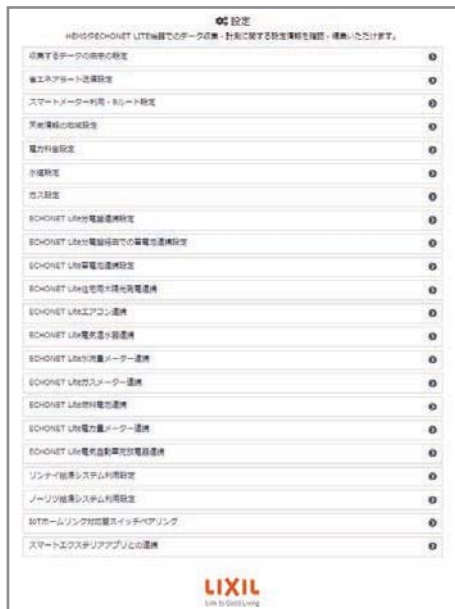 設定
HEMSやECHONET LITE機器でのデータ収集・計測に関する設定情報を確認・編集いただけます。
収集するデータの由来の設定
省エネアラート送信設定
スマートメーター利用・Bルート設定
天気情報の地域設定
電力料金設定
水道設定
ガス設定
ECHONET Lite分電盤連携設定
ECHONET Lite分電盤経由での蓄電池連携設定
ECHONET Lite蓄電池連携設定
ECHONET Lite住宅用太陽光発電連携
ECHONET Liteエアコン連携
ECHONET Lite電気温水器連携
ECHONET Lite水流量メーター連携
ECHONET Liteガスメーター連携
ECHONET Lite燃料電池連携
ECHONET Lite電力量メーター連携
ECHONET Lite電気自動車充放電器連携
リンナイ給湯システム利用設定
ノーリツ給湯システム利用設定
IoTホームリンク対応壁スイッチペアリング
スマートエクステリアアプリとの連携
LIXIL
Link to Good Living